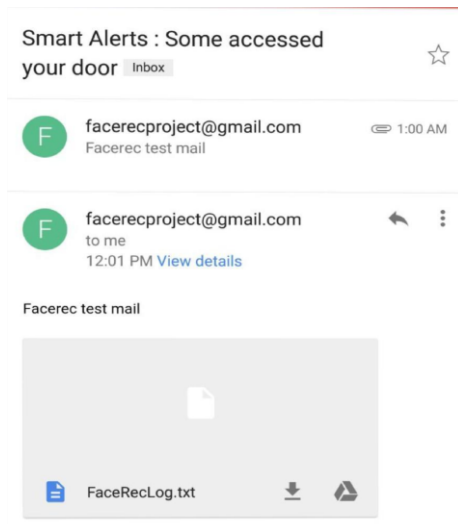 Smart Alerts : Some accessed
your door Inbox
F
facerecproject@gmail.com 1:00 AM
Facerec test mail
F
facerecproject@gmail.com
to me
12:01 PM View details
Facerec test mail
FaceRecLog.txt